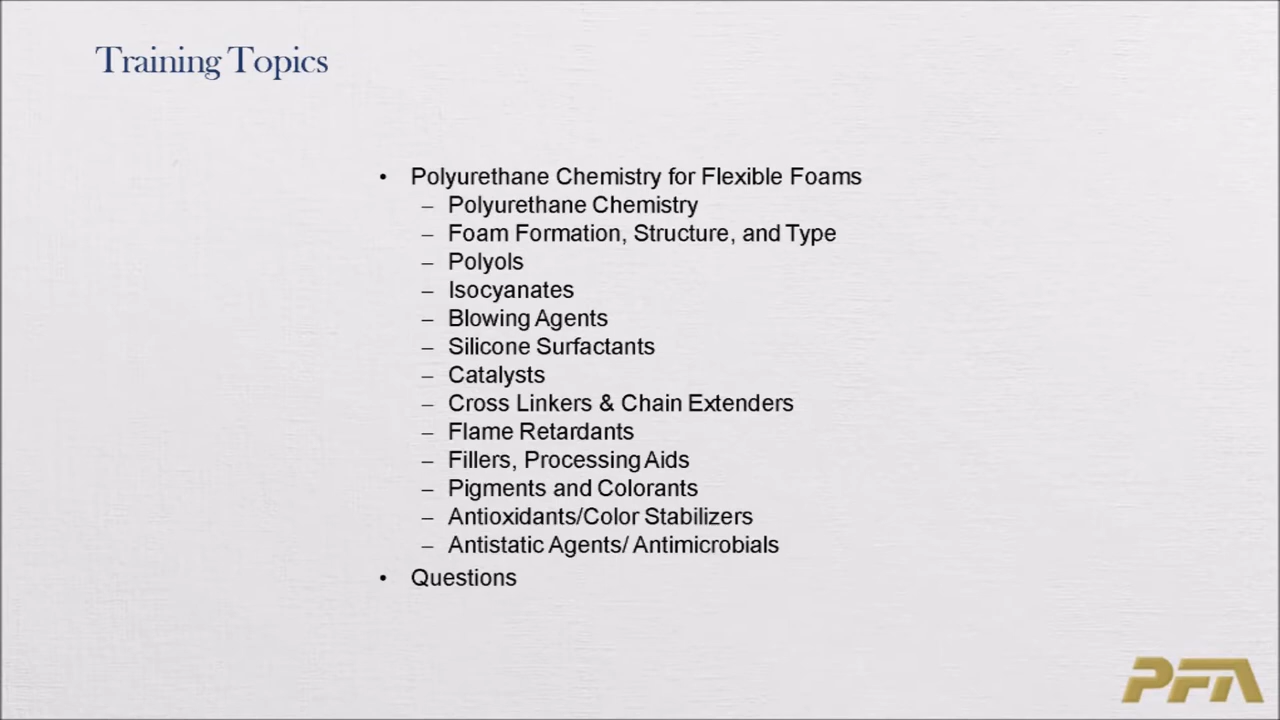 Training Topics
• Polyurethane Chemistry for Flexible Foams
– Polyurethane Chemistry
– Foam Formation, Structure, and Type
– Polyols
– Isocyanates
– Blowing Agents
– Silicone Surfactants
– Catalysts
– Cross Linkers & Chain Extenders
– Flame Retardants
– Fillers, Processing Aids
– Pigments and Colorants
– Antioxidants/Color Stabilizers
– Antistatic Agents/ Antimicrobials
• Questions
PFA